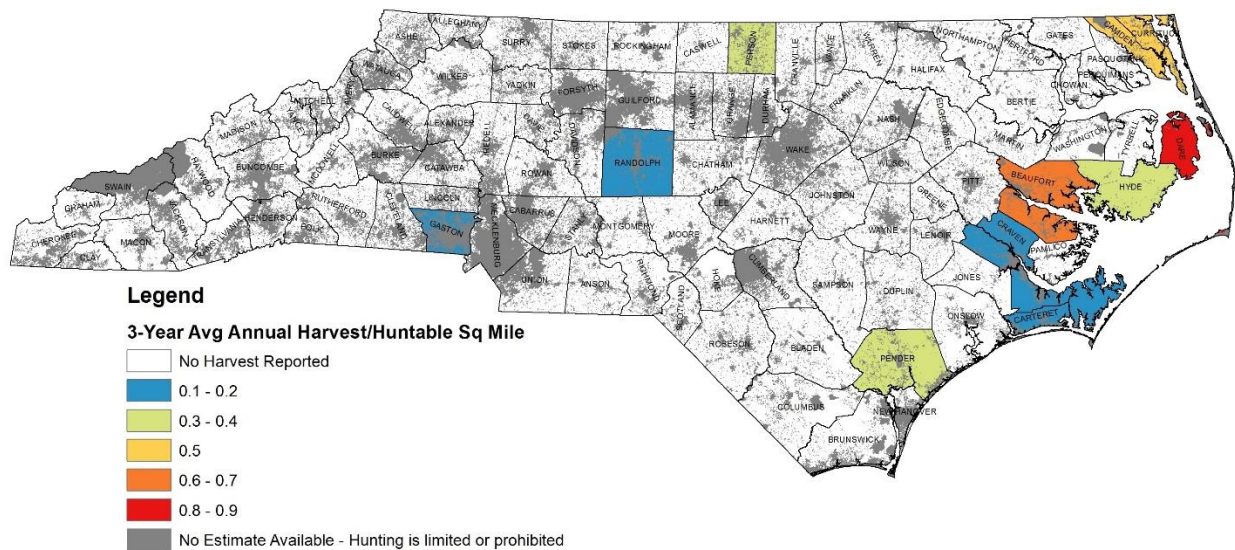 ALLEGHANY
ASHE
SURRY
STOKES
ROCKINGHAM
CASWELL
PERSON
GRANVILLE
VANCE
WARREN
NORTHAMPTON
HERTFORD
GATES
CAMDEN
CURRITUCK
PASQUOTANK
PERQUIMANS
CHOWAN
WATAUGA
WILKES
YADKIN
FORSYTH
GUILFORD
ALAMANCE
ORANGE
DURHAM
FRANKLIN
HALIFAX
BERTIE
MITCHELL
AVERY
CALDWELL
ALEXANDER
IREDELL
DAVIE
DAVIDSON
NASH
EDGECOMBE
MARTIN
WASHINGTON
TYRRELL
DARE
MADISON
YANCEY
BURKE
CATAWBA
ROWAN
RANDOLPH
CHATHAM
WAKE
WILSON
PITT
BEAUFORT
HYDE
SWAIN
HAYWOOD
BUNCOMBE
MCDOWELL
LINCOLN
CABARRUS
JOHNSTON
GREENE
GRAHAM
JACKSON
HENDERSON
RUTHERFORD
CLEVELAND
GASTON
MECKLENBURG
STANLY
MONTGOMERY
MOORE
LEE
HARNETT
WAYNE
LENOIR
CRAVEN
PAMLICO
CHEROKEE
CLAY
MACON
TRANSYLVANIA
POLK
UNION
ANSON
RICHMOND
SCOTLAND
HOKE
CUMBERLAND
SAMPSON
DUPLIN
JONES
ONSLOW
CARTERET
ROBESON
BLADEN
PENDER
COLUMBUS
NEW HANOVER
BRUNSWICK
Legend
3-Year Avg Annual Harvest/Huntable Sq Mile
No Harvest Reported
0.1 - 0.2
0.3 - 0.4
0.5
0.6 - 0.7
0.8 - 0.9
No Estimate Available - Hunting is limited or prohibited